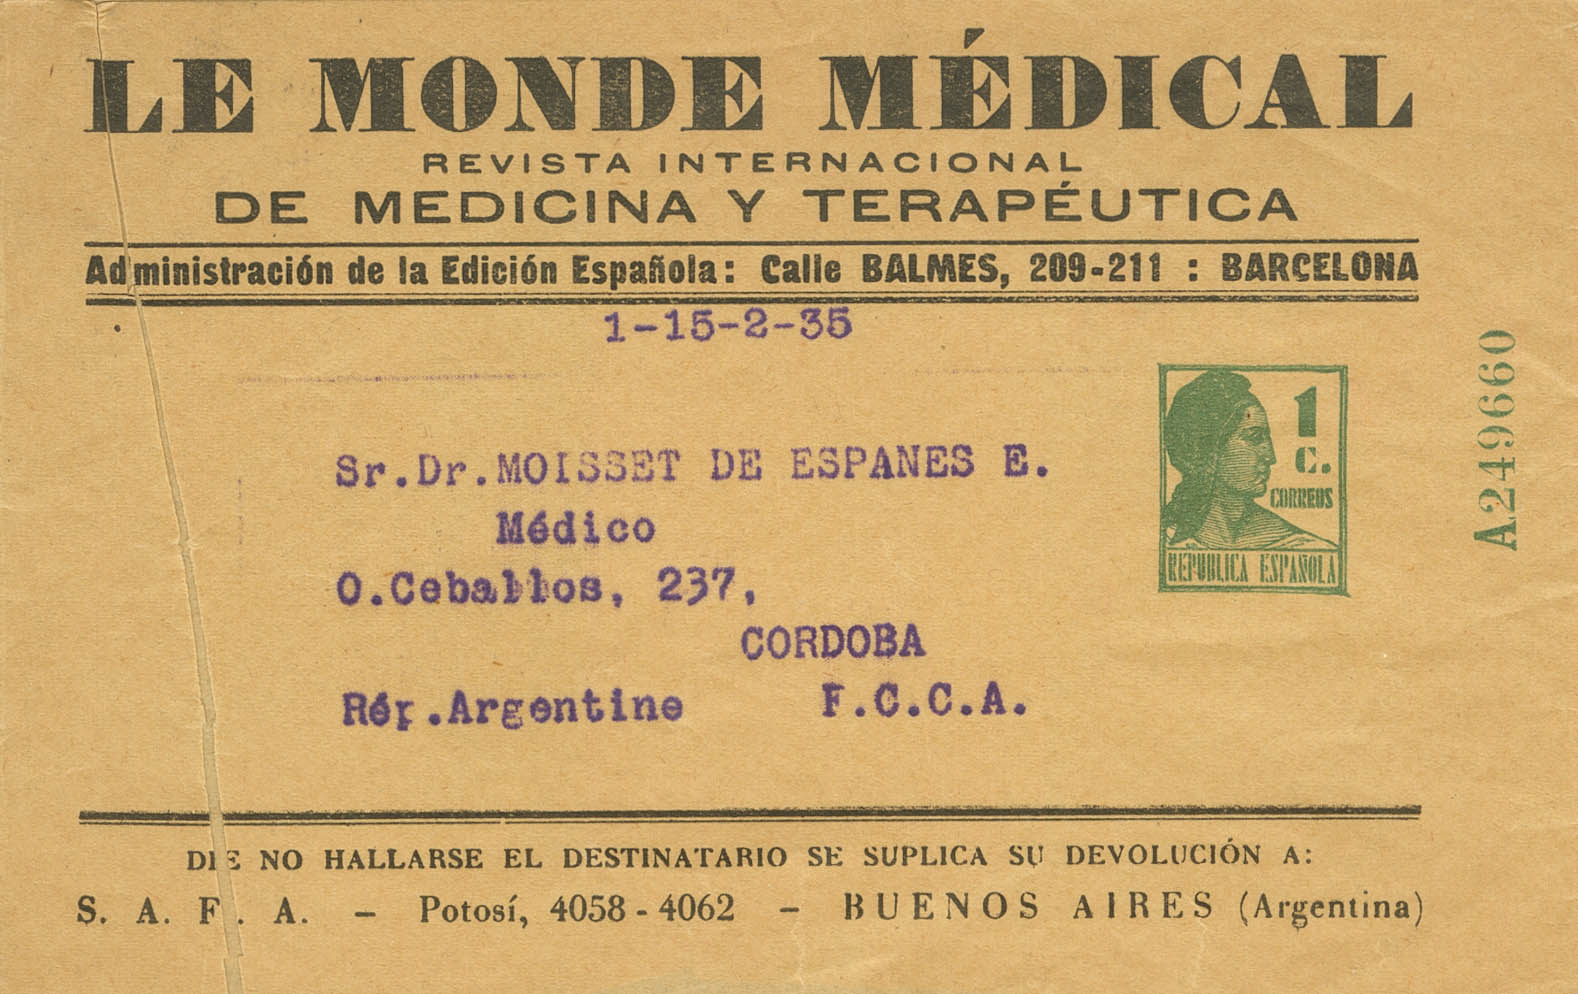 LE MONDE MÉDICAL
REVISTA INTERNACIONAL
DE MEDICINA Y TERAPÉUTICA
Administración de la Edición Española: Calle BALMES, 209-211 : BARCELONA
1-15-2-35
Sr.Dr.MOISSET DE ESPANES E.
Médico
O.Ceballos, 237,
CORDOBA
Rép.Argentine F.C.C.A.
1 c.
CORREOS
REPUBLICA ESPAÑOLA
A249660
DE NO HALLARSE EL DESTINATARIO SE SUPLICA SU DEVOLUCIÓN A:
S. A. F. A. – Potosí, 4058 - 4062 – BUENOS AIRES (Argentina)